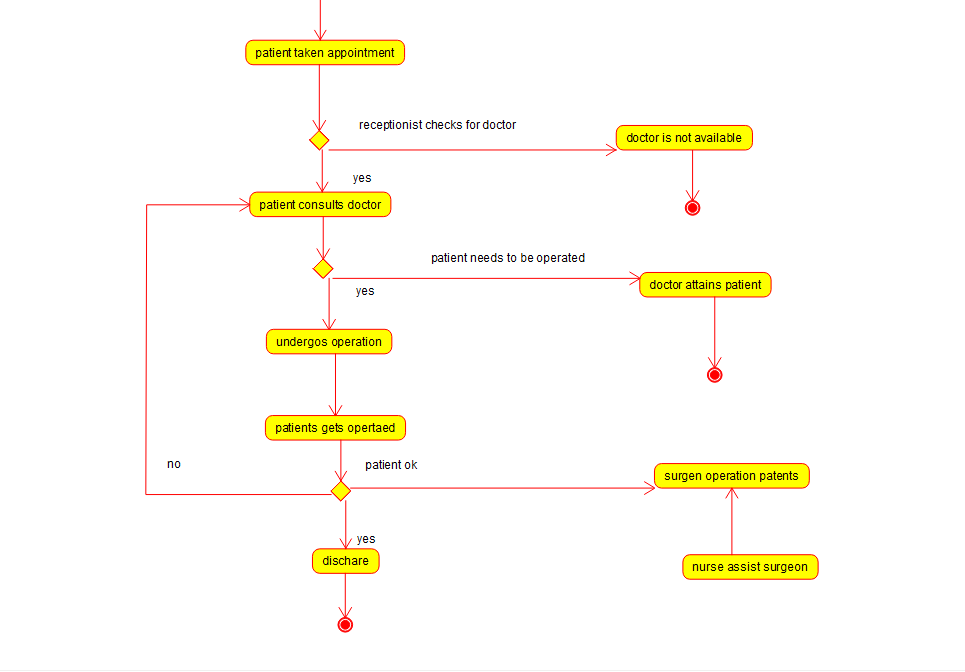 patient taken appointment
receptionist checks for doctor
doctor is not available
yes
patient consults doctor
patient needs to be operated
doctor attains patient
yes
undergos operation
patients gets opertaed
no
patient ok
surgen operation patents
yes
dischare
nurse assist surgeon